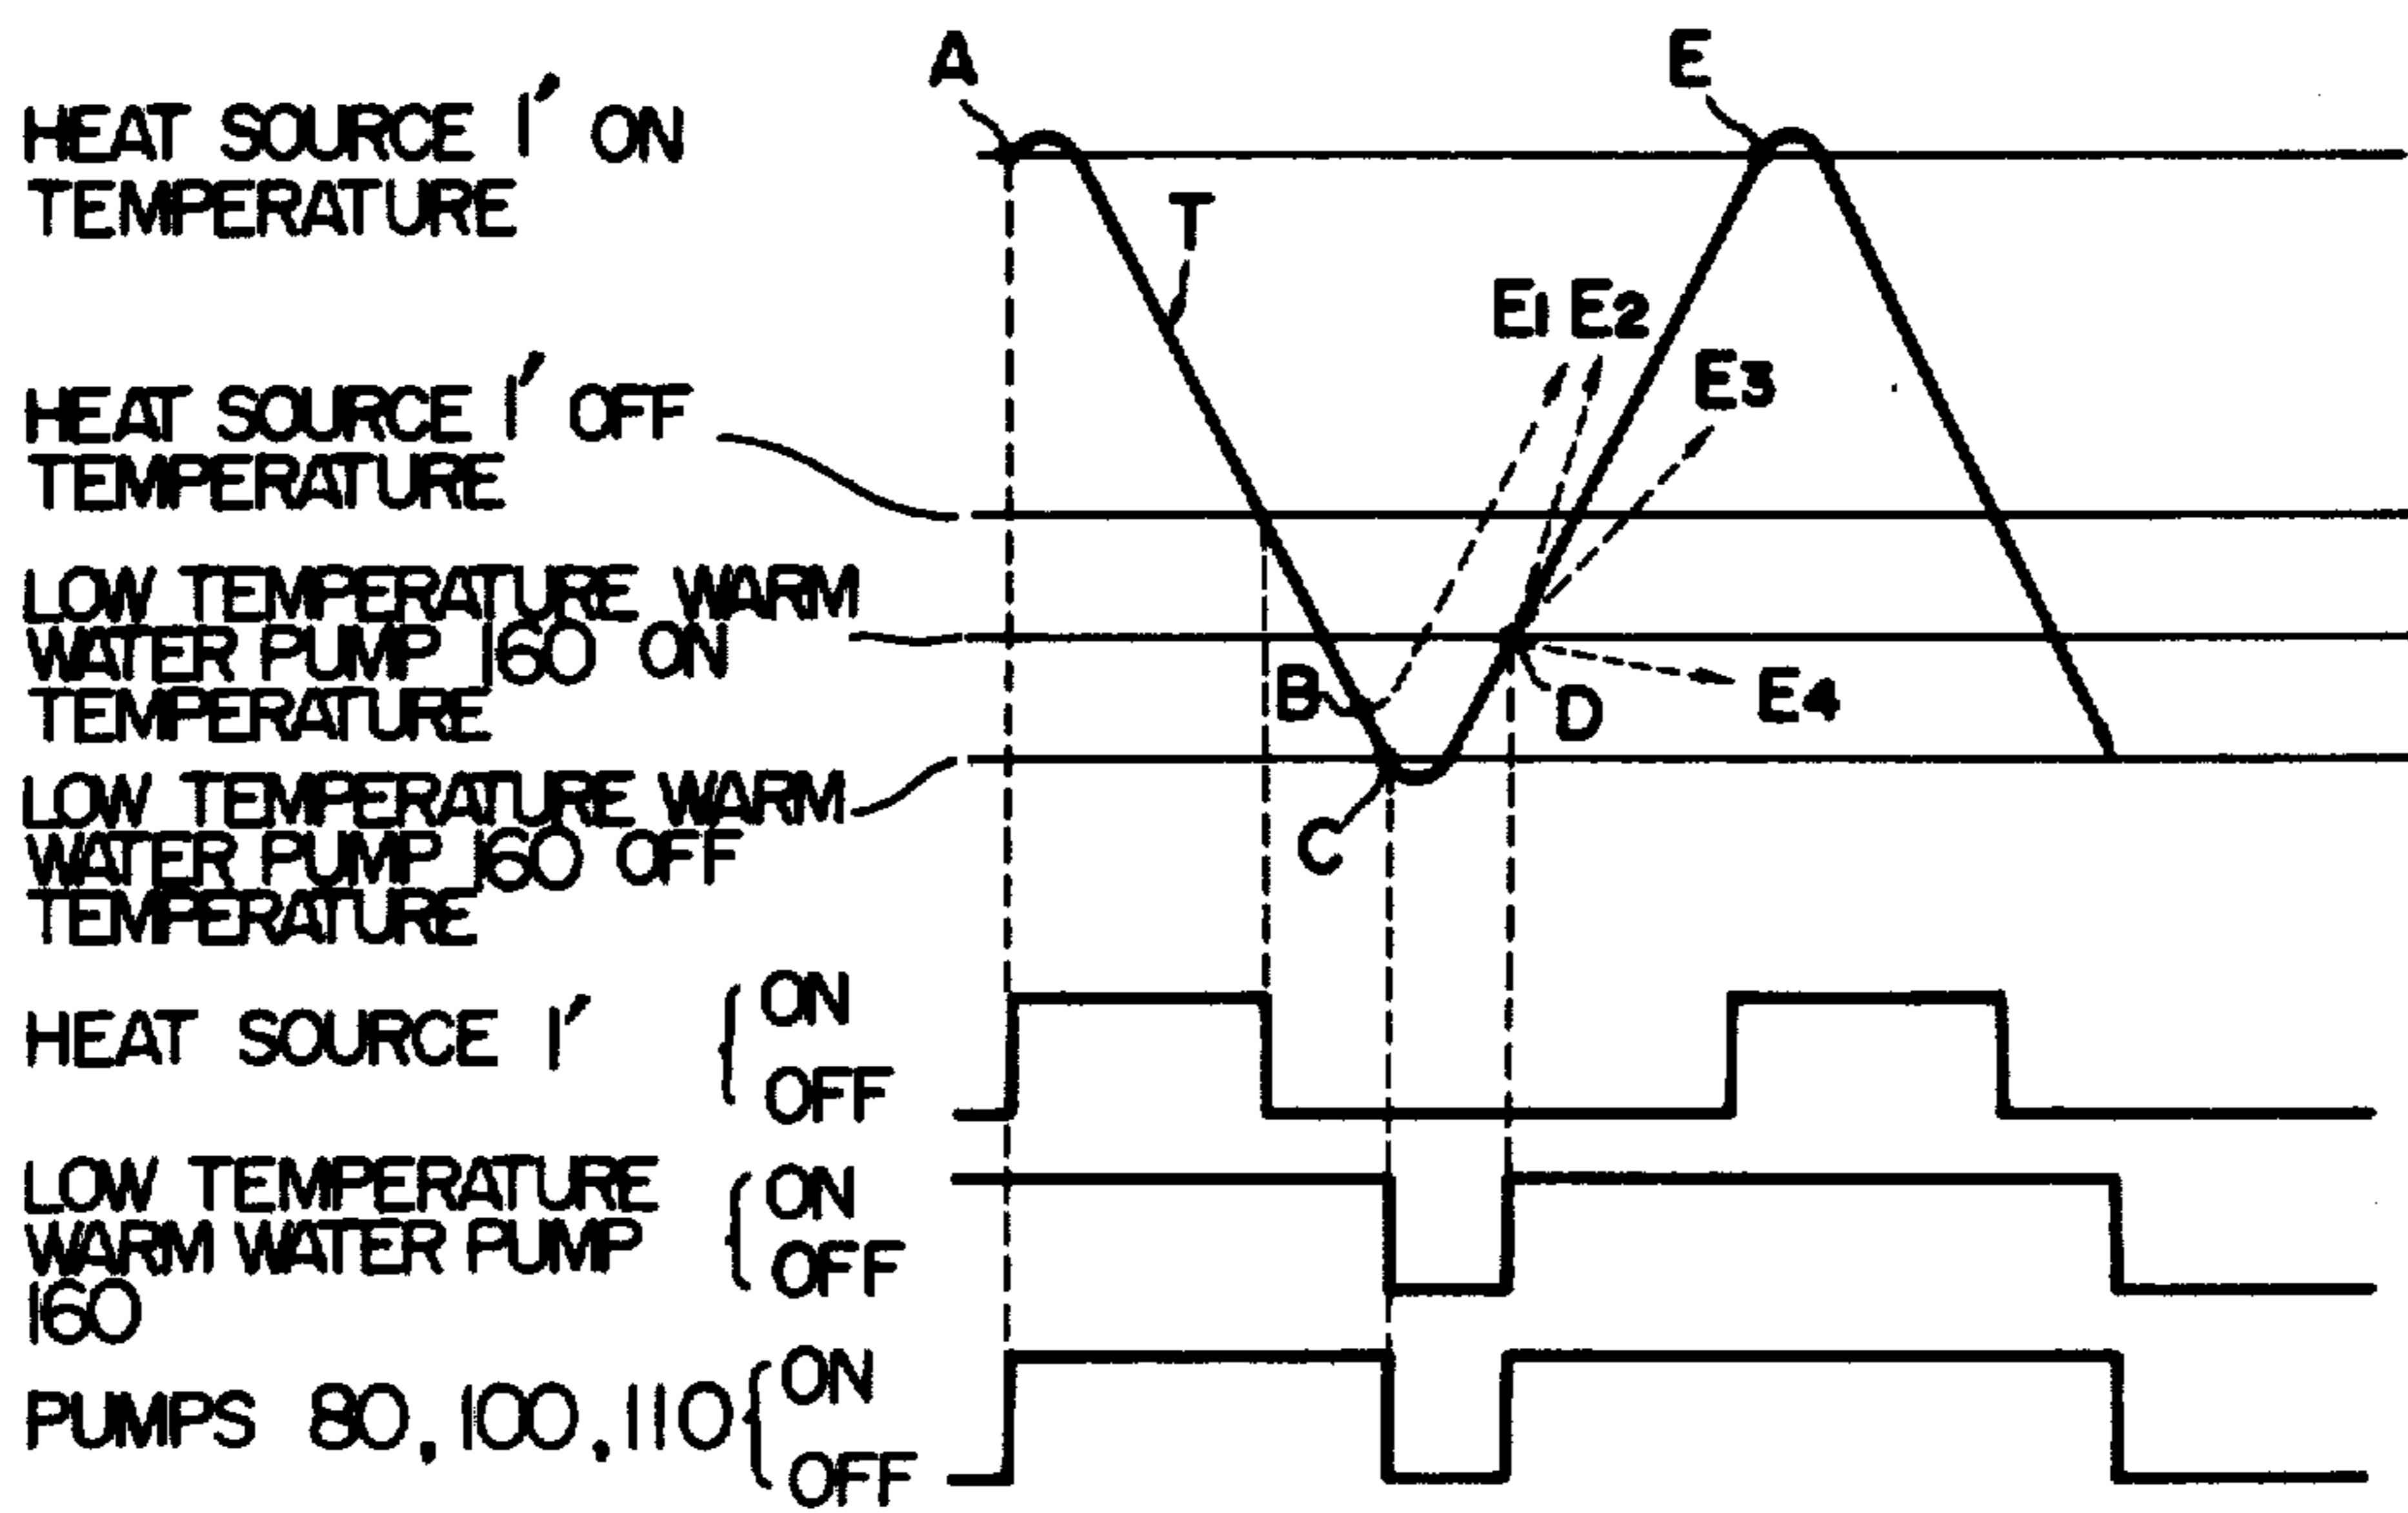 A
E
HEAT SOURCE 1' ON
TEMPERATURE
T
E1 E2
E3
HEAT SOURCE 1' OFF
TEMPERATURE
LOW TEMPERATURE WARM
WATER PUMP 160 ON
TEMPERATURE
B
D
E4
LOW TEMPERATURE WARM
WATER PUMP 160 OFF
TEMPERATURE
C
HEAT SOURCE 1'
ON
OFF
LOW TEMPERATURE
WARM WATER PUMP
160
ON
OFF
PUMPS 80, 100, 110
ON
OFF